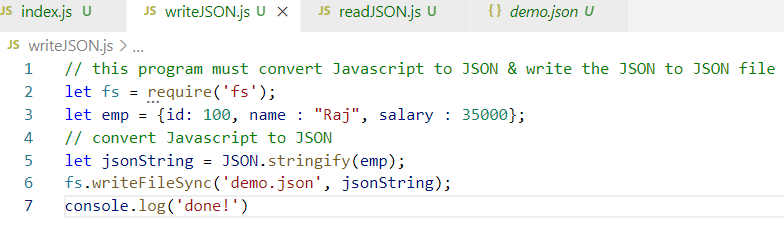 JS index.js U JS writeJSON.js U × JS readJSON.js U {} demo.json U
JS writeJSON.js > ...
1 // this program must convert Javascript to JSON & write the JSON to JSON file
2 let fs = require('fs');
3 let emp = {id: 100, name : "Raj", salary : 35000};
4 // convert Javascript to JSON
5 let jsonString = JSON.stringify(emp);
6 fs.writeFileSync('demo.json', jsonString);
7 console.log('done!')